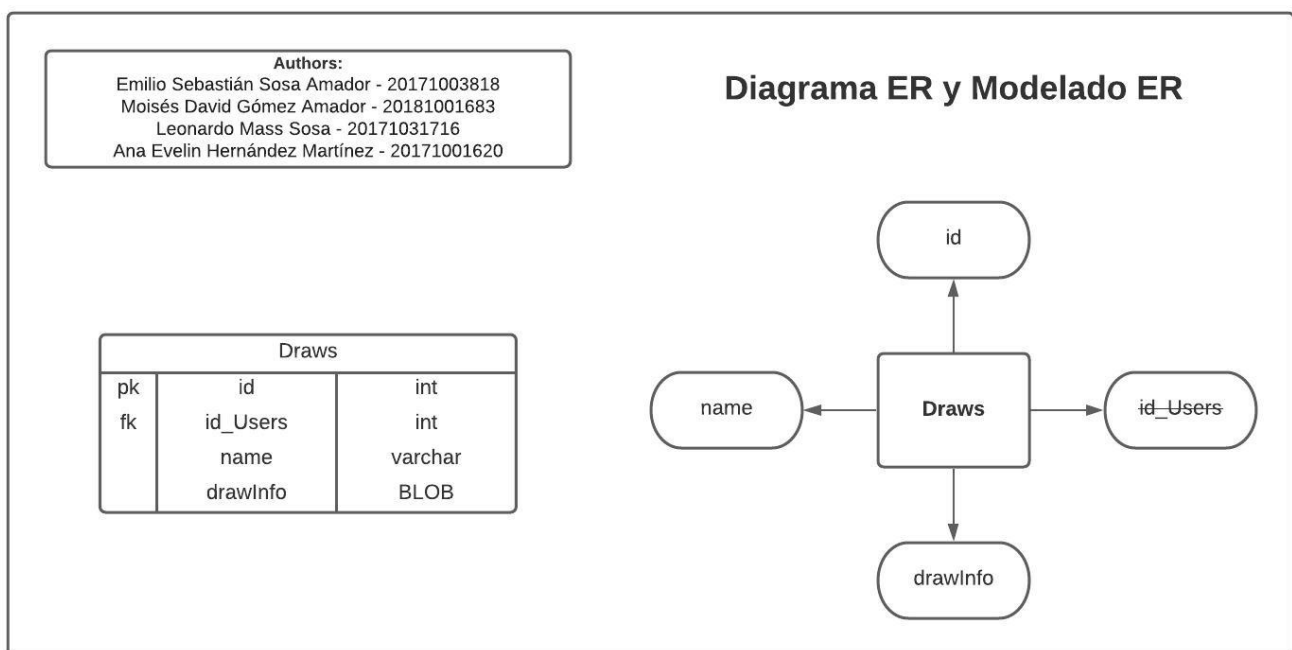 Authors:
Emilio Sebastián Sosa Amador - 20171003818
Moisés David Gómez Amador - 20181001683
Leonardo Mass Sosa - 20171031716
Ana Evelin Hernández Martínez - 20171001620
Diagrama ER y Modelado ER
Draws
pk id int
fk id_Users int
name varchar
drawInfo BLOB
id
name
Draws
id_Users
drawInfo